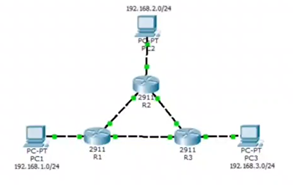 192.168.2.0/24
PC-PT
PC2
2911
R2
2911
R1
2911
R3
PC-PT
PC1
192.168.1.0/24
PC-PT
PC3
192.168.3.0/24